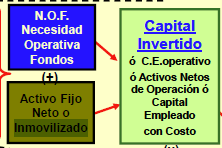 N.O.F.
Necesidad
Operativa
Fondos
(+)
Activo Fijo
Neto o
Inmovilizado
Capital
Invertido
ó C.E.operativo
ó Activos Netos
de Operación ó
Capital
Empleado
con Costo